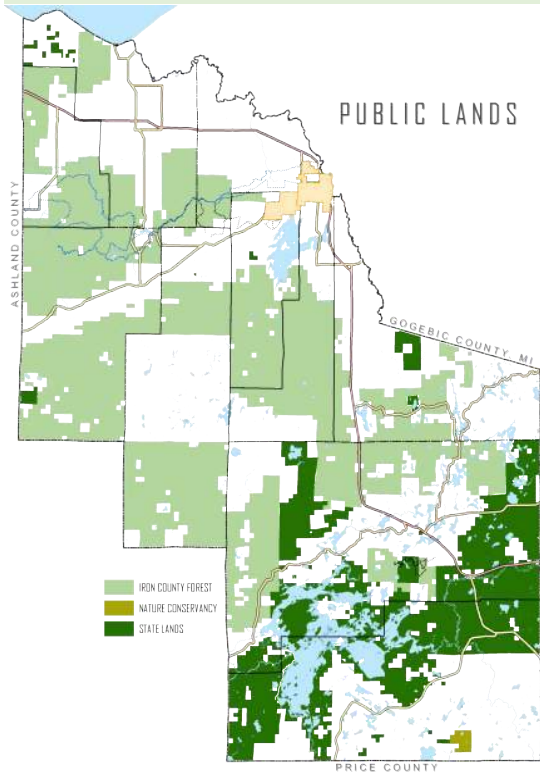 PUBLIC LANDS
ASHLAND COUNTY
GOGEBIC COUNTY, MI
IRON COUNTY FOREST
NATURE CONSERVANCY
STATE LANDS
PRICE COUNTY